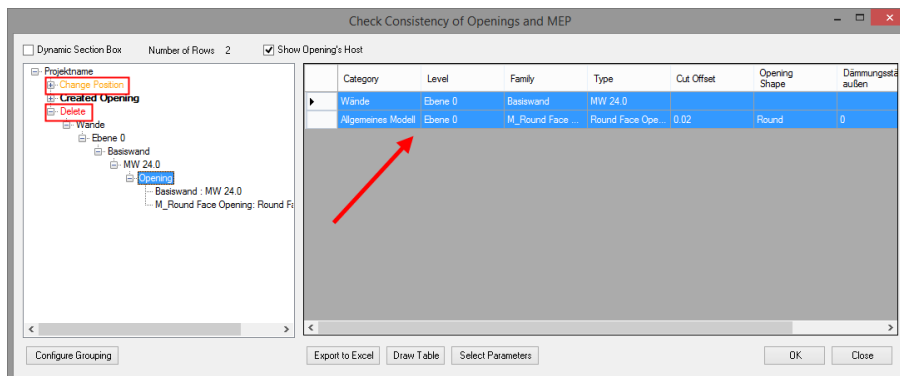 Check Consistency of Openings and MEP
Dynamic Section Box Number of Rows 2 Show Opening's Host
Projektname
Change Position
Created Opening
Delete
Wände
Ebene 0
Basiswand
MW 24.0
Opening
Basiswand : MW 24.0
M_Round Face Opening: Round Fa
Category Level Family Type Cut Offset Opening Shape Dämmungsstä außen
Wände Ebene 0 Basiswand MW 24.0
Allgemeines Modell Ebene 0 M_Round Face ... Round Face Ope... 0.02 Round 0
Configure Grouping Export to Excel Draw Table Select Parameters OK Close